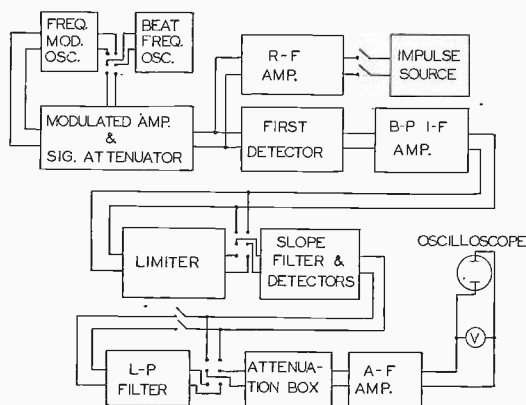 FREQ.
MOD.
OSC.
BEAT
FREQ.
OSC.
R-F
AMP.
IMPULSE
SOURCE
MODULATED AMP.
&
SIG. ATTENUATOR
FIRST
DETECTOR
B-P I-F
AMP.
LIMITER
SLOPE
FILTER &
DETECTORS
OSCILLOSCOPE
V
L-P
FILTER
ATTENUA-
TION BOX
A-F
AMP.